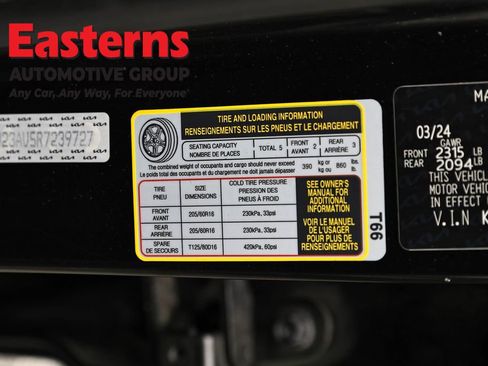 Easterns
AUTOMOTIVE GROUP
Any Car, Any Way, For Everyone
23AU5R7239727
TIRE AND LOADING INFORMATION
RENSEIGNEMENTS SUR LES PNEUS ET LE CHARGEMENT
SEATING CAPACITY
NOMBRE DE PLACES
TOTAL 5
FRONT
AVANT 2
REAR
ARRIÈRE 3
The combined weight of occupants and cargo should never exceed
Le poids total des occupants et du chargement ne doit jamais dépasser
390 kg or
kg ou
860 lbs.
lb.
TIRE
PNEU
SIZE
DIMENSIONS
COLD TIRE PRESSURE
PRESSION DES
PNEUS À FROID
FRONT
AVANT
205/60R16
230kPa, 33psi
REAR
ARRIÈRE
205/60R16
230kPa, 33psi
SPARE
DE SECOURS
T125/80D16
420kPa, 60psi
SEE OWNER'S
MANUAL FOR
ADDITIONAL
INFORMATION
VOIR LE MANUEL
DE L'USAGER
POUR PLUS DE
RENSEIGNEMENTS
T66
MA
03/24
GAWR
FRONT 2315 LB
REAR 2094 LB
THIS VEHICL
MOTOR VEHIC
IN EFFECT O
V.I.N K